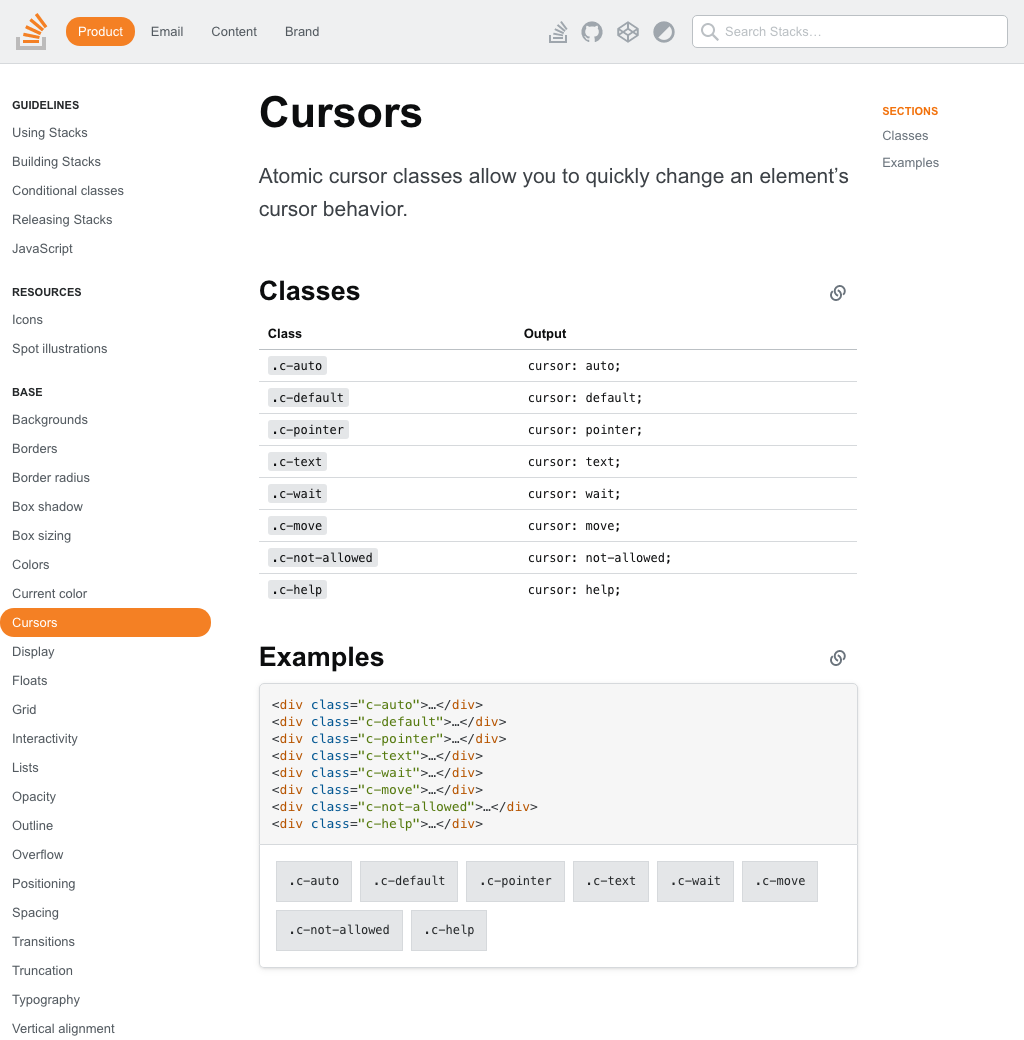 Product Email Content Brand Search Stacks…
GUIDELINES
Using Stacks
Building Stacks
Conditional classes
Releasing Stacks
JavaScript
RESOURCES
Icons
Spot illustrations
BASE
Backgrounds
Borders
Border radius
Box shadow
Box sizing
Colors
Current color
Cursors
Display
Floats
Grid
Interactivity
Lists
Opacity
Outline
Overflow
Positioning
Spacing
Transitions
Truncation
Typography
Vertical alignment
Cursors
Atomic cursor classes allow you to quickly change an element’s
cursor behavior.
Classes
Class Output
.c-auto cursor: auto;
.c-default cursor: default;
.c-pointer cursor: pointer;
.c-text cursor: text;
.c-wait cursor: wait;
.c-move cursor: move;
.c-not-allowed cursor: not-allowed;
.c-help cursor: help;
Examples
<div class="c-auto">…</div>
<div class="c-default">…</div>
<div class="c-pointer">…</div>
<div class="c-text">…</div>
<div class="c-wait">…</div>
<div class="c-move">…</div>
<div class="c-not-allowed">…</div>
<div class="c-help">…</div>
.c-auto .c-default .c-pointer .c-text .c-wait .c-move
.c-not-allowed .c-help
SECTIONS
Classes
Examples